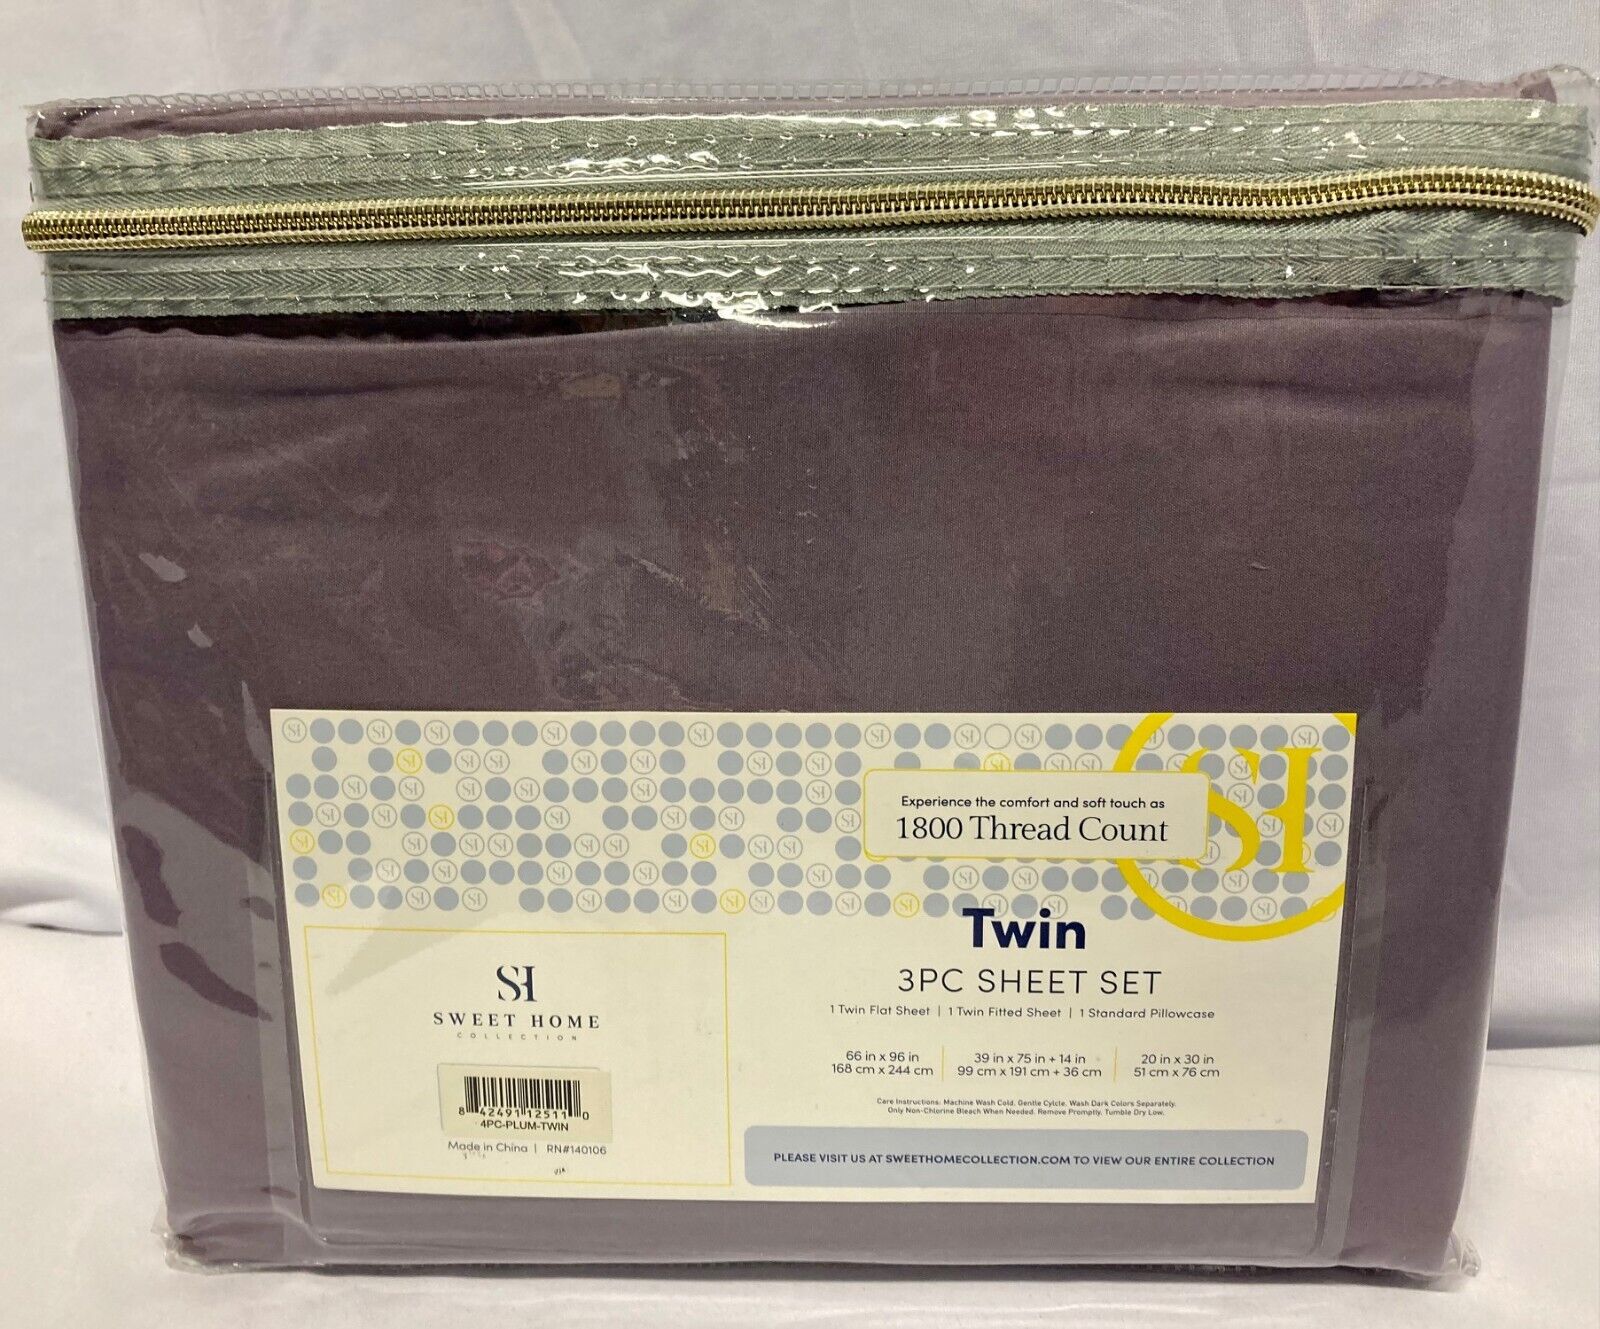 Experience the comfort and soft touch as
1800 Thread Count
SH
Twin
3PC SHEET SET
1 Twin Flat Sheet | 1 Twin Fitted Sheet | 1 Standard Pillowcase
66 in x 96 in
168 cm x 244 cm
39 in x 75 in + 14 in
99 cm x 191 cm + 36 cm
20 in x 30 in
51 cm x 76 cm
Care Instructions: Machine Wash Cold. Gentle Cylcle. Wash Dark Colors Separately.
Only Non-Chlorine Bleach When Needed. Remove Promptly. Tumble Dry Low.
PLEASE VISIT US AT SWEETHOMECOLLECTION.COM TO VIEW OUR ENTIRE COLLECTION
SH
SWEET HOME
COLLECTION
8 42491 12511 0
4PC-PLUM-TWIN
Made in China | RN#140106